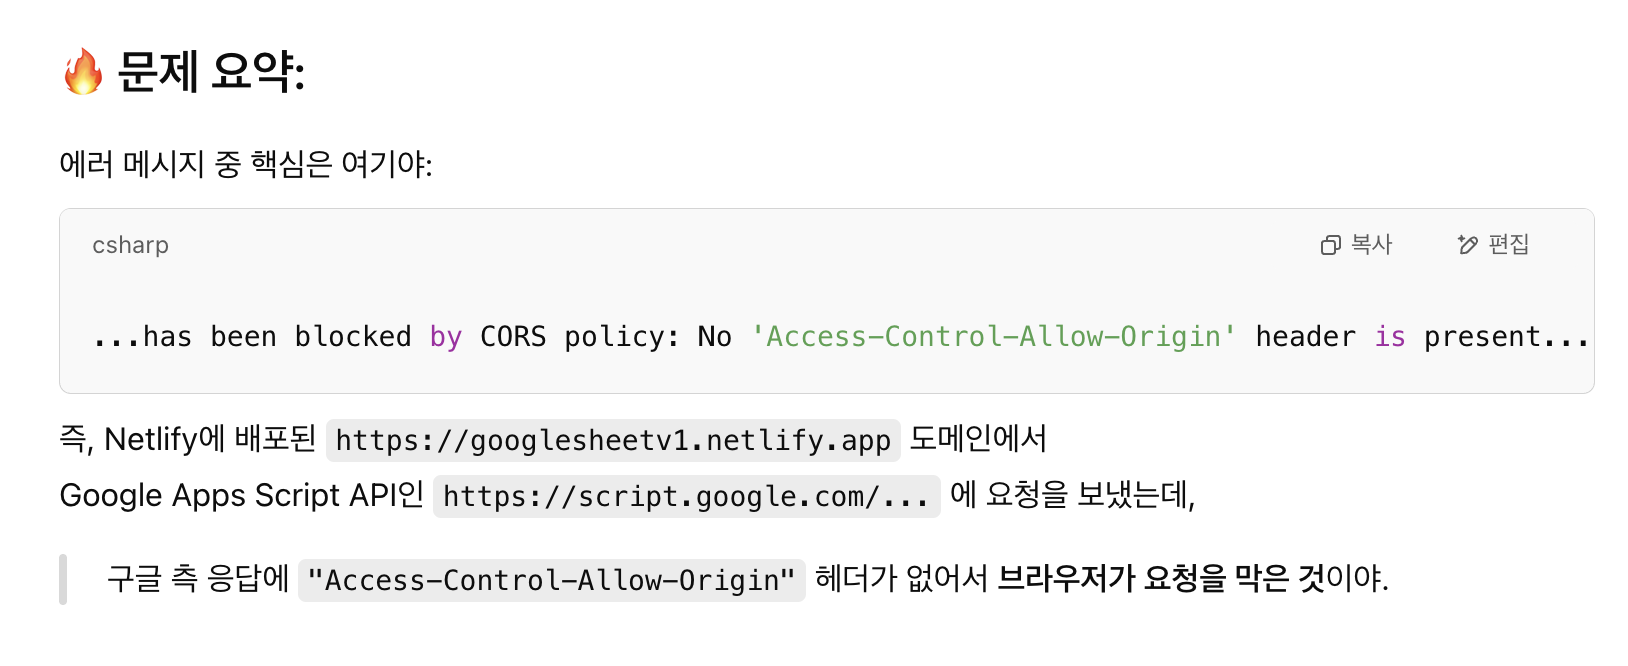 🔥 문제 요약:
에러 메시지 중 핵심은 여기야:
csharp 복사 편집
...has been blocked by CORS policy: No 'Access-Control-Allow-Origin' header is present...
즉, Netlify에 배포된 https://googlesheetv1.netlify.app 도메인에서
Google Apps Script API인 https://script.google.com/... 에 요청을 보냈는데,
구글 측 응답에 "Access-Control-Allow-Origin" 헤더가 없어서 브라우저가 요청을 막은 것이야.